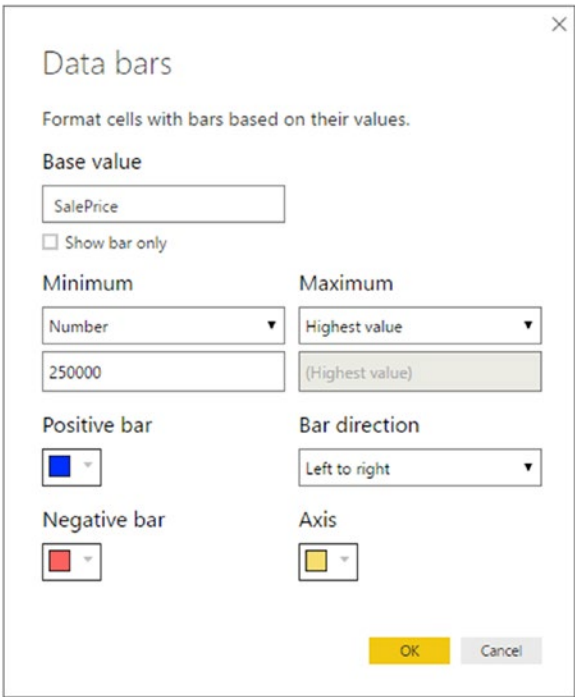 Data bars
Format cells with bars based on their values.
Base value
SalePrice
Show bar only
Minimum
Maximum
Number
Highest value
250000
(Highest value)
Positive bar
Bar direction
Left to right
Negative bar
Axis
OK
Cancel